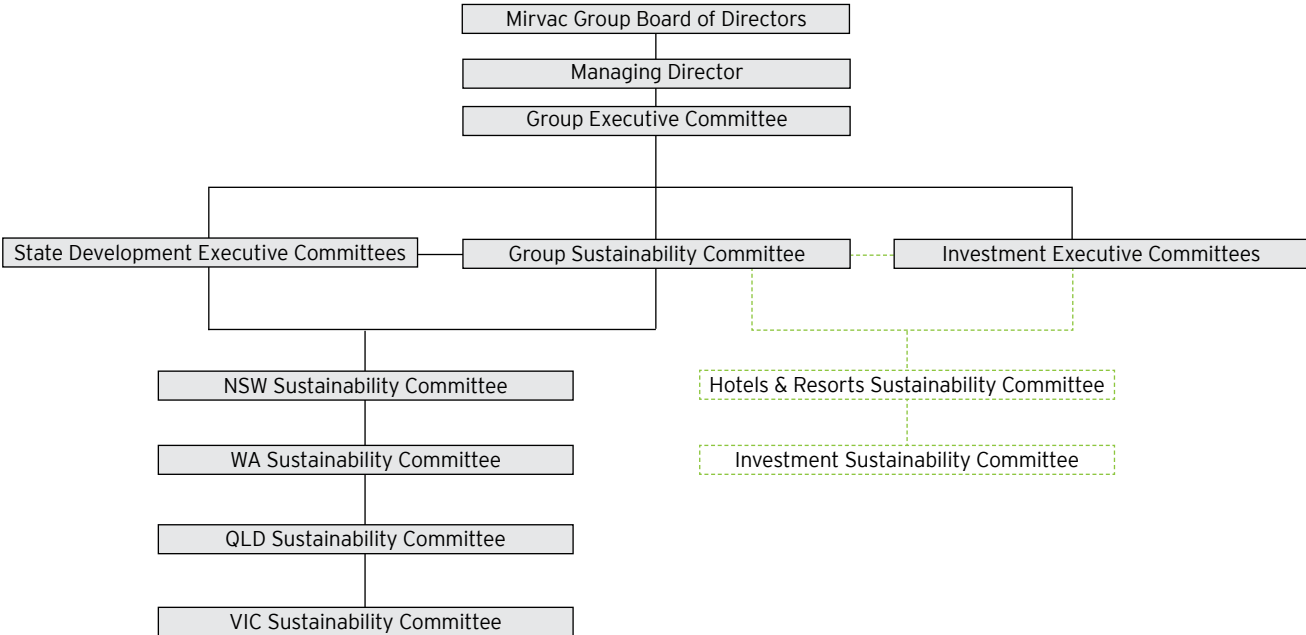 Mirvac Group Board of Directors
Managing Director
Group Executive Committee
State Development Executive Committees
Group Sustainability Committee
Investment Executive Committees
NSW Sustainability Committee
Hotels & Resorts Sustainability Committee
WA Sustainability Committee
Investment Sustainability Committee
QLD Sustainability Committee
VIC Sustainability Committee